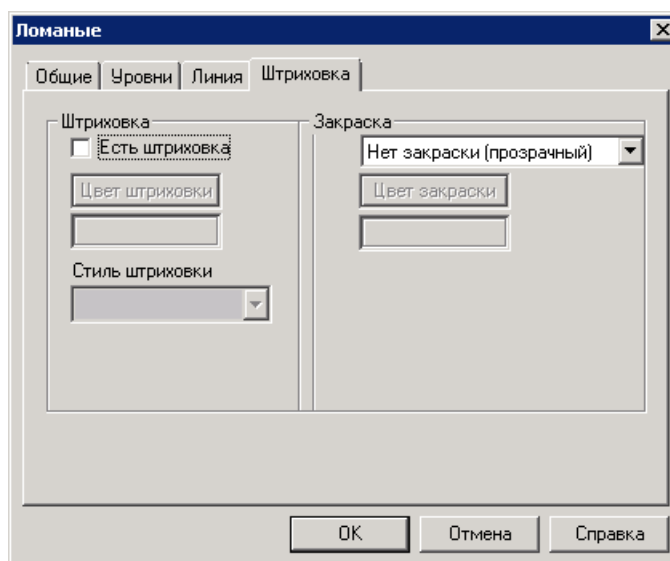 Ломаные
Общие Уровни Линия Штриховка
Штриховка Закраска
Есть штриховка Нет закраски (прозрачный)
Цвет штриховки Цвет закраски
Стиль штриховки
OK Отмена Справка